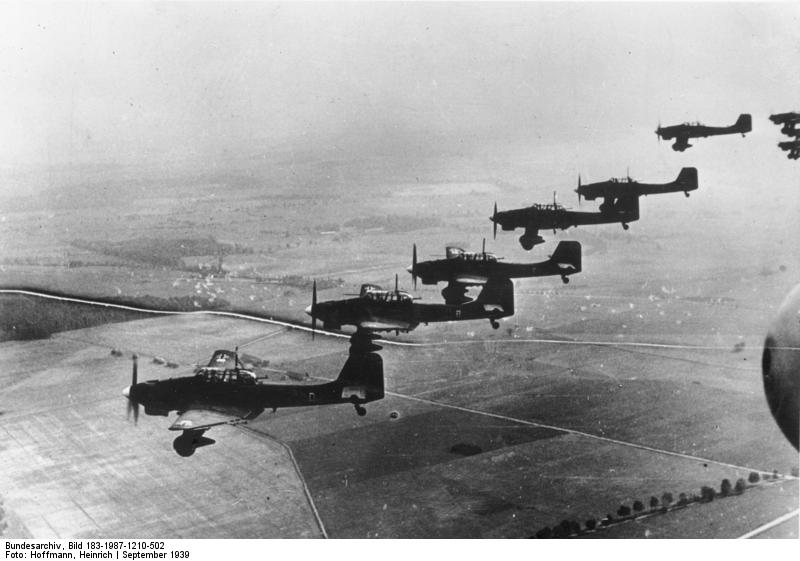 Bundesarchiv, Bild 183-1987-1210-502
Foto: Hoffmann, Heinrich | September 1939